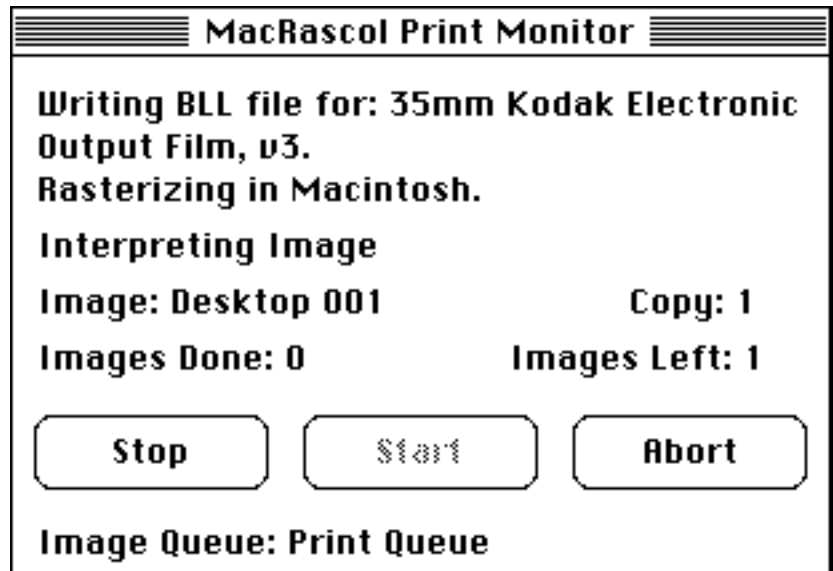 MacRascol Print Monitor
Writing BLL file for: 35mm Kodak Electronic
Output Film, v3.
Rasterizing in Macintosh.
Interpreting Image
Image: Desktop 001 Copy: 1
Images Done: 0 Images Left: 1
Stop Start Abort
Image Queue: Print Queue